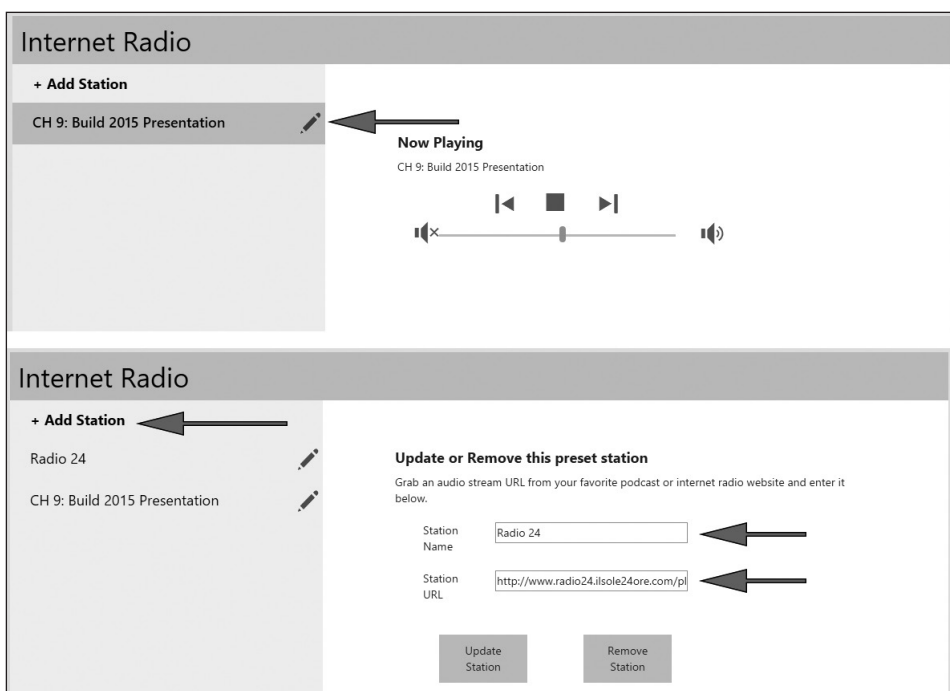 Internet Radio
+ Add Station
CH 9: Build 2015 Presentation
Now Playing
CH 9: Build 2015 Presentation
Internet Radio
+ Add Station
Radio 24
CH 9: Build 2015 Presentation
Update or Remove this preset station
Grab an audio stream URL from your favorite podcast or internet radio website and enter it
below.
Station
Name
Radio 24
Station
URL
http://www.radio24.ilsole24ore.com/pl
Update
Station
Remove
Station